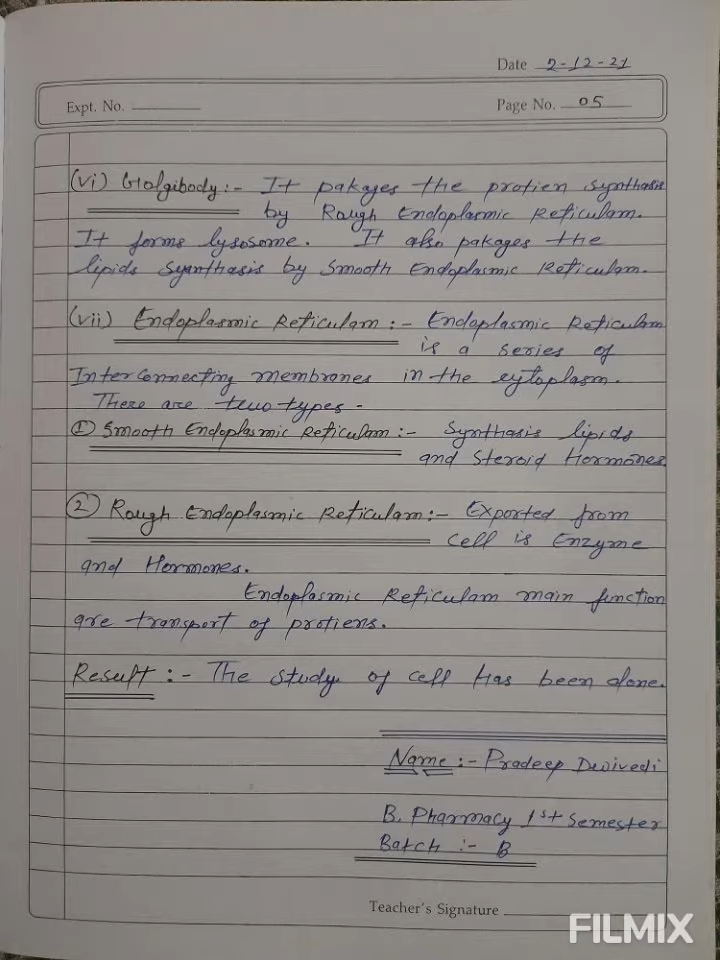 Date 2-12-21
Expt. No.
Page No. 05
(vi) Golgibody :- It pakages the protien synthasis
by Rough Endoplasmic Reticulam.
It forms lysosome. It also pakages the
lipids synthasis by Smooth Endoplasmic Reticulam.
(vii) Endoplasmic Reticulam :- Endoplasmic Reticulam
is a series of
Interconnecting membrones in the cytoplasm.
There are two types -
① Smooth Endoplasmic Reticulam :- Synthasis lipids
and Steroid Hormones.
② Rough Endoplasmic Reticulam :- Exported from
cell is Enzyme
and Hormones.
Endoplasmic Reticulam main function
are transport of protiens.
Result :- The study of cell has been done.
Name :- Pradeep Dwivedi
B. Pharmacy 1st Semester
Batch :- B
Teacher's Signature
FILMIX